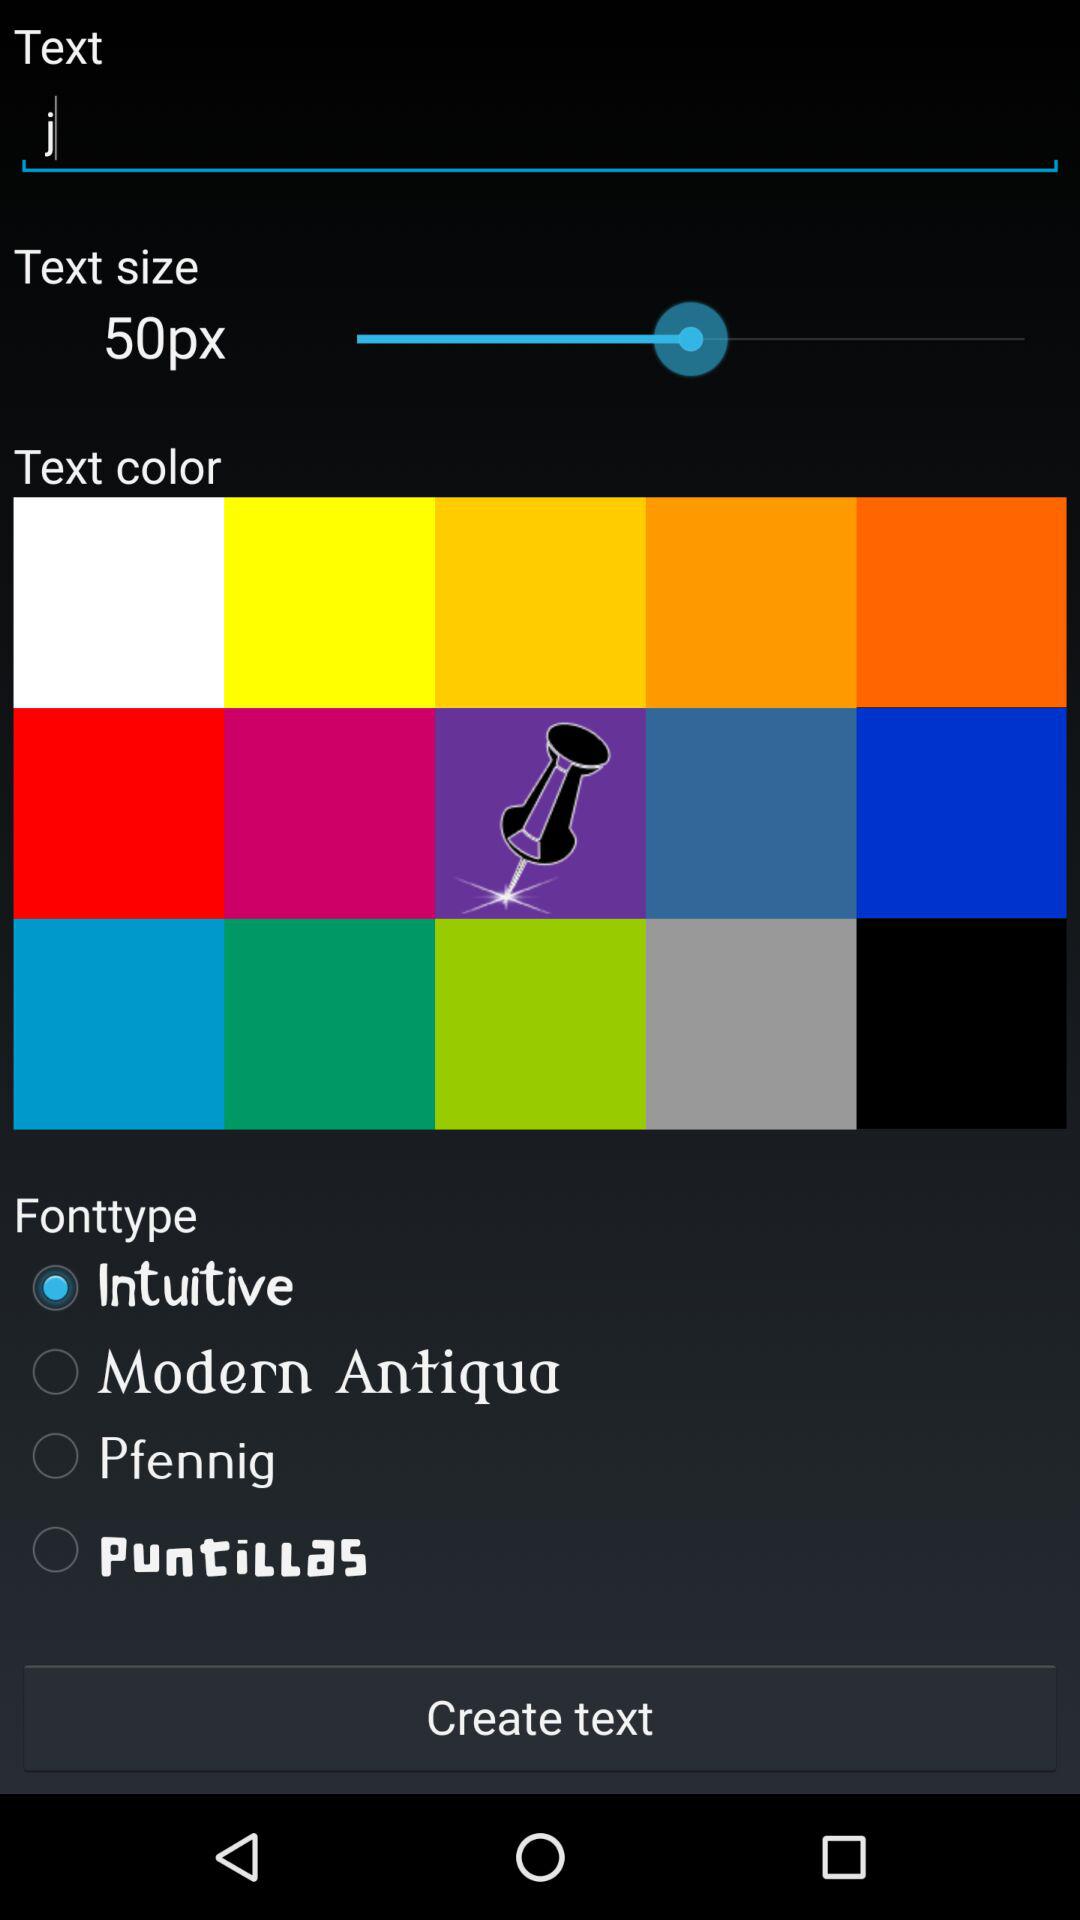 Text
j
Text size
50px
Text color
Fonttype
Intuitive
Modern Antiqua
Pfennig
Puntillas
Create text